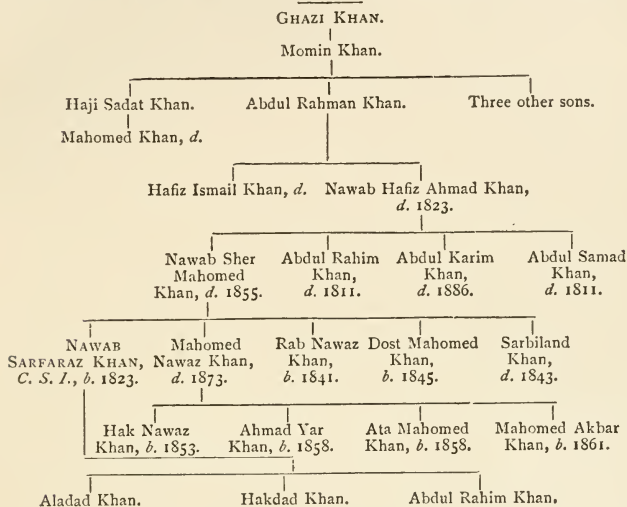 GHAZI KHAN.
Momin Khan.
Haji Sadat Khan. Abdul Rahman Khan. Three other sons.
Mahomed Khan, d.
Hafiz Ismail Khan, d. Nawab Hafiz Ahmad Khan,
d. 1823.
Nawab Sher Abdul Rahim Abdul Karim Abdul Samad
Mahomed Khan, Khan, Khan,
Khan, d. 1855. d. 1811. d. 1886. d. 1811.
NAWAB Mahomed Rab Nawaz Dost Mahomed Sarbiland
SARFARAZ KHAN, Nawaz Khan, Khan, Khan, Khan,
C. S. I., b. 1823. d. 1873. b. 1841. b. 1845. d. 1843.
Hak Nawaz Ahmad Yar Ata Mahomed Mahomed Akbar
Khan, b. 1853. Khan, b. 1858. Khan, b. 1858. Khan, b. 1861.
Aladad Khan. Hakdad Khan. Abdul Rahim Khan.